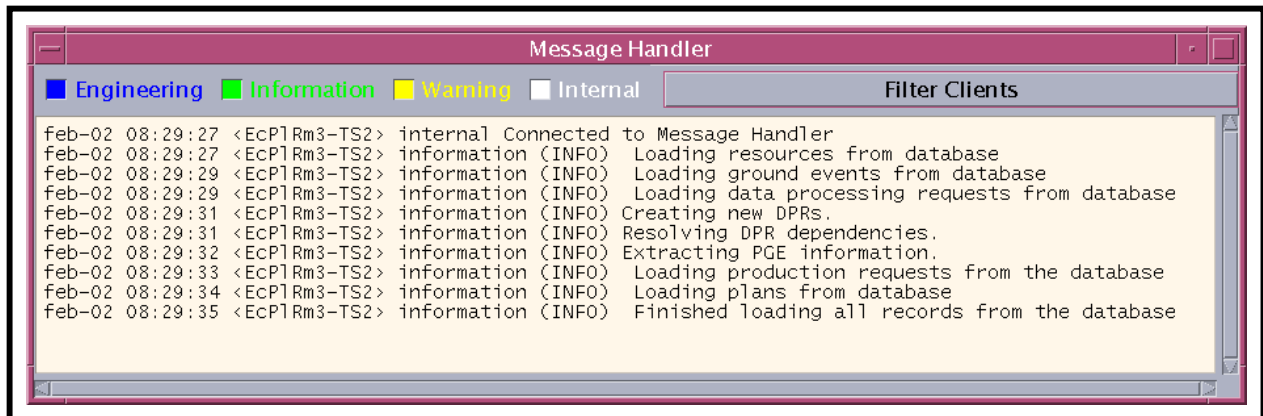 Message Handler
Engineering Information Warning Internal Filter Clients
feb-02 08:29:27 <EcPlRm3-TS2> internal Connected to Message Handler
feb-02 08:29:27 <EcPlRm3-TS2> information (INFO)  Loading resources from database
feb-02 08:29:29 <EcPlRm3-TS2> information (INFO)  Loading ground events from database
feb-02 08:29:29 <EcPlRm3-TS2> information (INFO)  Loading data processing requests from database
feb-02 08:29:31 <EcPlRm3-TS2> information (INFO) Creating new DPRs.
feb-02 08:29:31 <EcPlRm3-TS2> information (INFO) Resolving DPR dependencies.
feb-02 08:29:32 <EcPlRm3-TS2> information (INFO) Extracting PGE information.
feb-02 08:29:33 <EcPlRm3-TS2> information (INFO)  Loading production requests from the database
feb-02 08:29:34 <EcPlRm3-TS2> information (INFO)  Loading plans from database
feb-02 08:29:35 <EcPlRm3-TS2> information (INFO)  Finished loading all records from the database